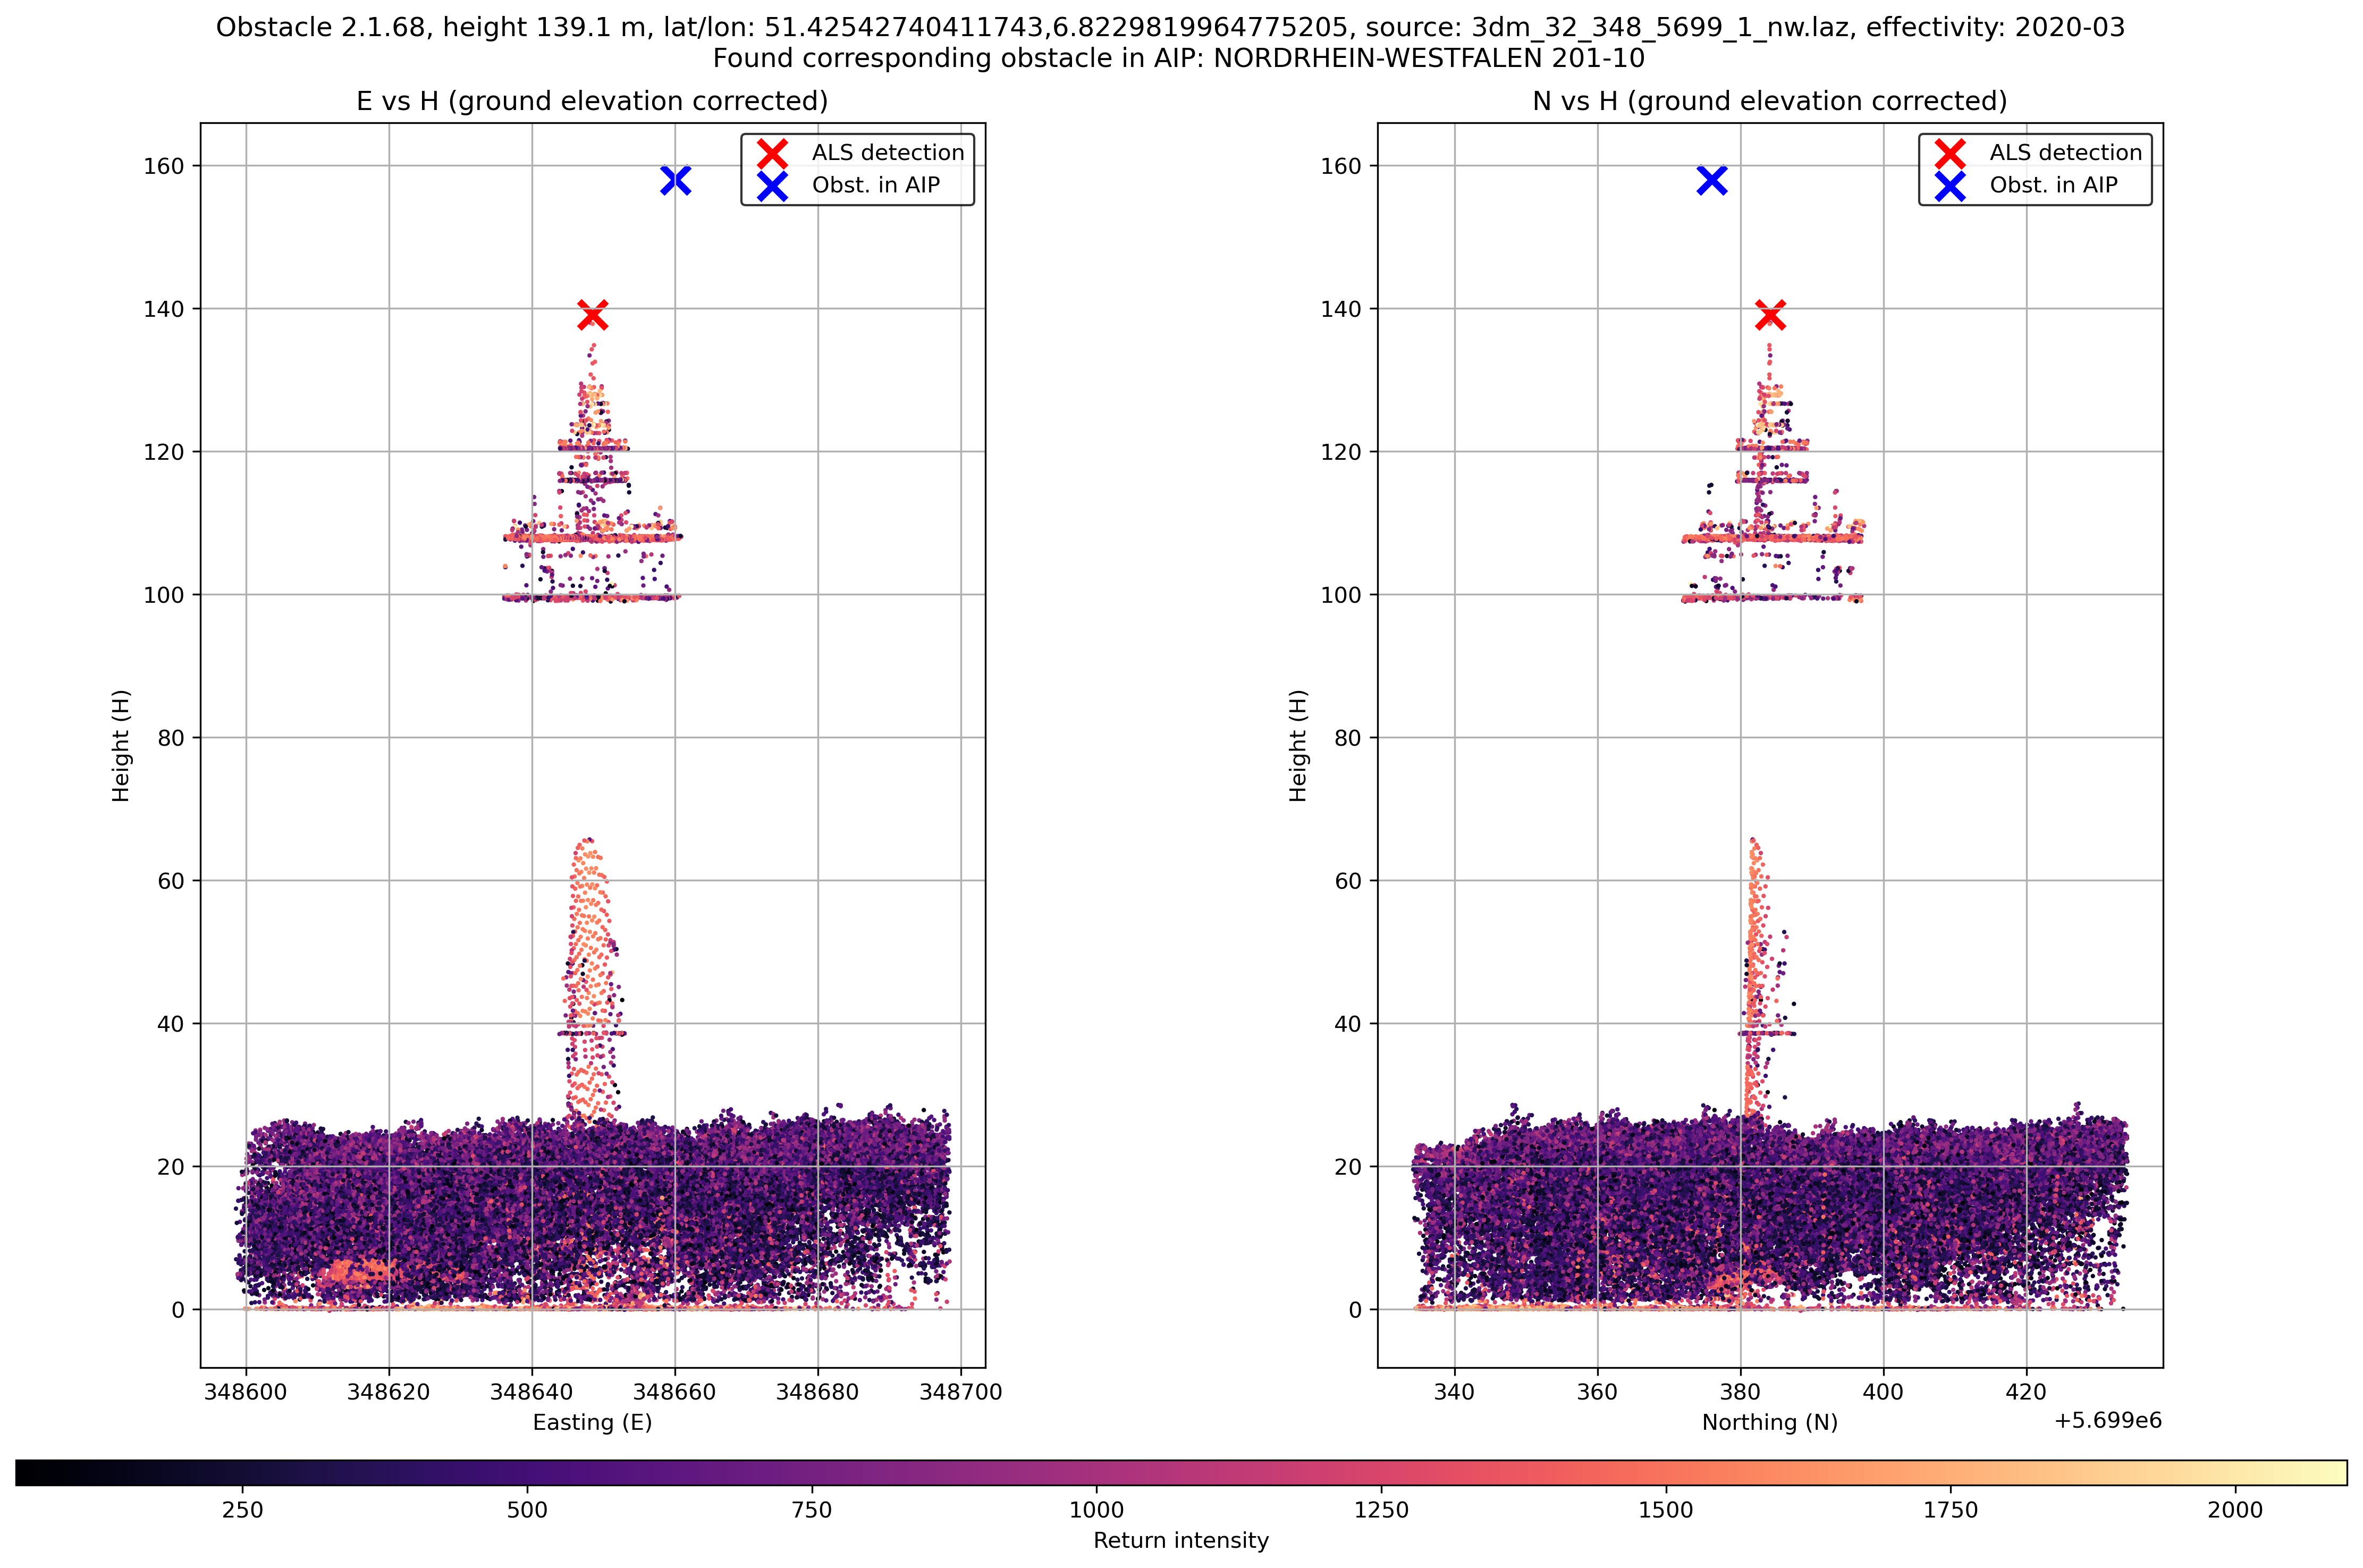 Obstacle 2.1.68, height 139.1 m, lat/lon: 51.42542740411743,6.8229819964775205, source: 3dm_32_348_5699_1_nw.laz, effectivity: 2020-03
Found corresponding obstacle in AIP: NORDRHEIN-WESTFALEN 201-10
E vs H (ground elevation corrected)
ALS detection
Obst. in AIP
160
140
120
100
80
60
40
20
0
Height (H)
348600 348620 348640 348660 348680 348700
Easting (E)
N vs H (ground elevation corrected)
ALS detection
Obst. in AIP
160
140
120
100
80
60
40
20
0
Height (H)
340 360 380 400 420
+5.699e6
Northing (N)
250 500 750 1000 1250 1500 1750 2000
Return intensity